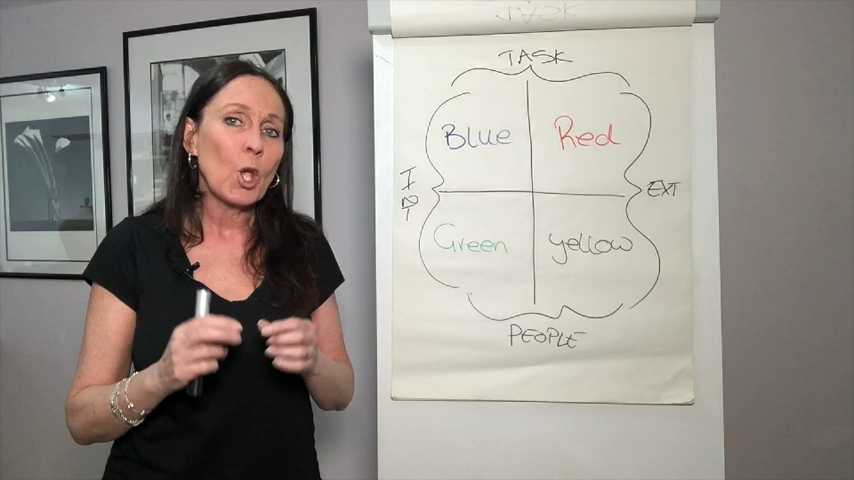 TASK
Blue Red
INT EXT
Green yellow
PEOPLE